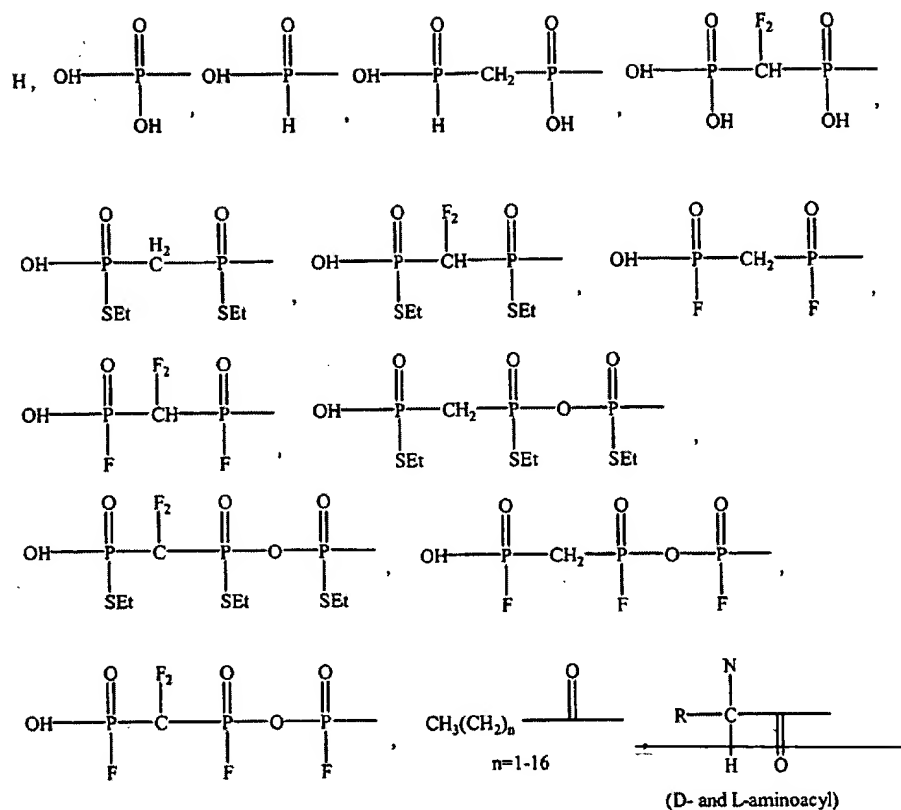 O O O O O F₂ O
H, OH P OH P OH P CH₂ P OH P CH P
OH , H , H OH , OH OH ,
O O O F₂ O O O
OH P H₂ C P OH P CH P OH P CH₂ P
SEt SEt , SEt SEt , F F ,
O F₂ O O O O
OH P CH P OH P CH₂ P O P
F F , SEt SEt SEt ,
O F₂ O O O O O
OH P C P O P OH P CH₂ P O P
SEt SEt SEt , F F F ,
O F₂ O O O N
OH P C P O P CH₃(CH₂)ₙ R C
F F F , n=1-16 , H O
(D- and L-aminoacyl)